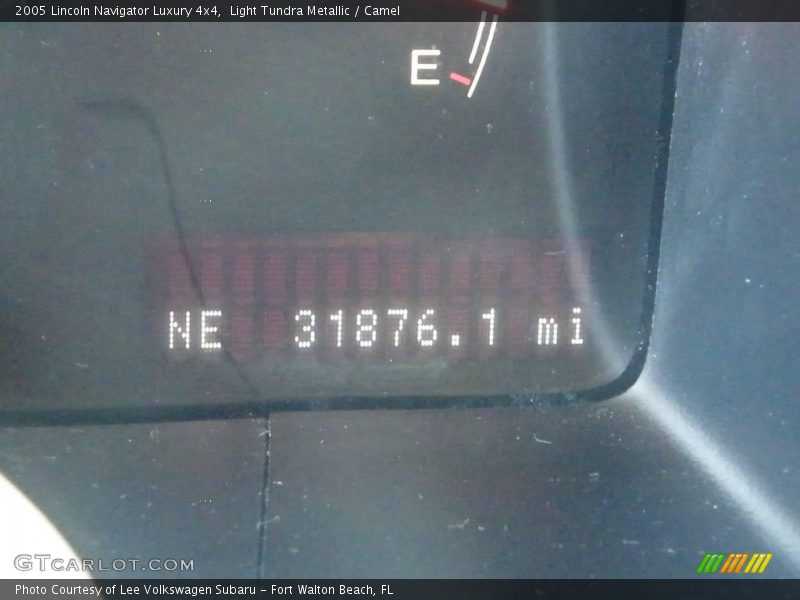 2005 Lincoln Navigator Luxury 4x4,  Light Tundra Metallic / Camel
E
NE 31876.1 mi
GTCARLOT.COM
Photo Courtesy of Lee Volkswagen Subaru - Fort Walton Beach, FL